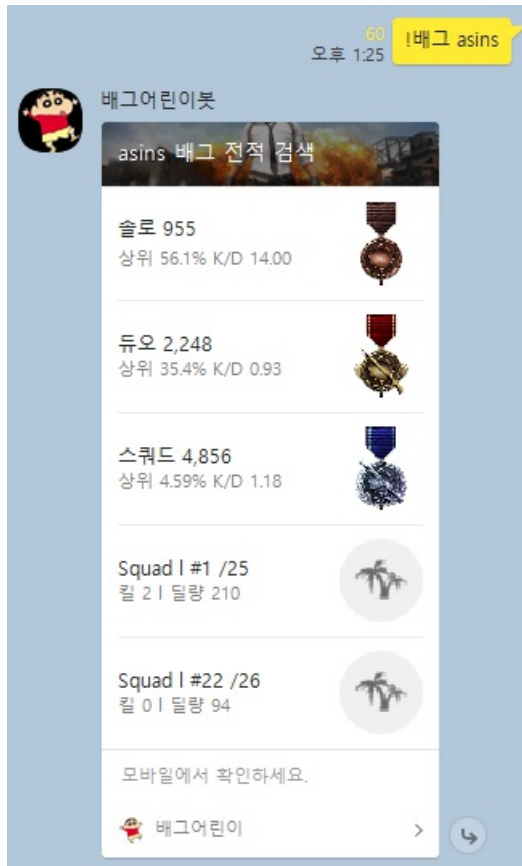 60
오후 1:25
!배그 asins
배그어린이봇
asins 배그 전적 검색
솔로 955
상위 56.1% K/D 14.00
듀오 2,248
상위 35.4% K/D 0.93
스쿼드 4,856
상위 4.59% K/D 1.18
Squad l #1 /25
킬 2 l 딜량 210
Squad l #22 /26
킬 0 l 딜량 94
모바일에서 확인하세요.
배그어린이